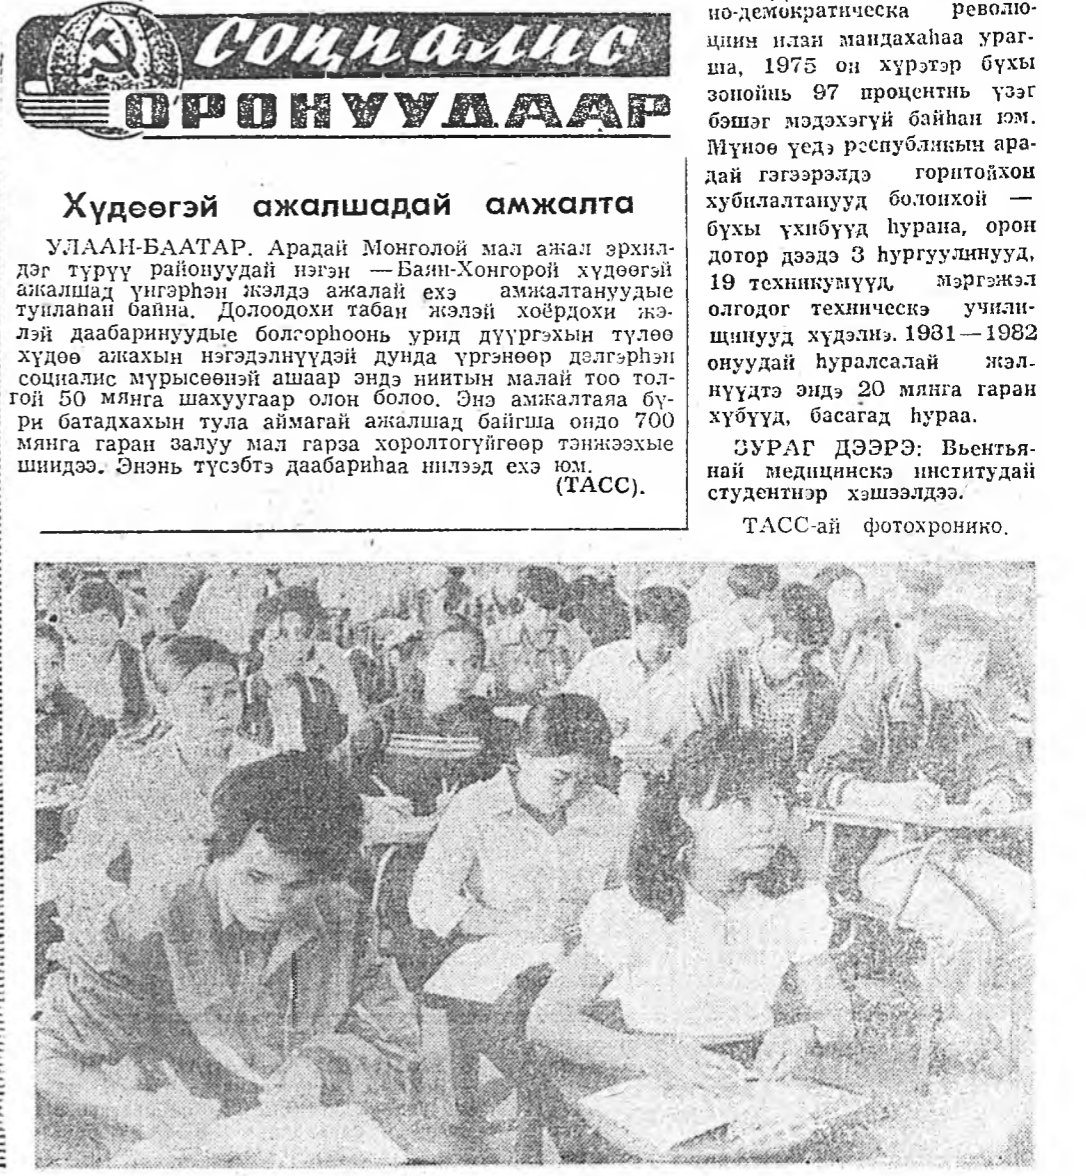 Социалис
ОРОНУУДААР
Хүдөөгэй ажалшадай амжалта
УЛААН-БААТАР. Арадай Монголой мал ажал эрхил-
дэг түрүү районуудай нэгэн — Баян-Хонгорой хүдөөгэй
ажалшад үнгэрһэн жэлдэ ажалай ехэ амжалтануудые
туйлаһан байна. Долоодохи табан жэлэй хоёрдохи жэ-
лэй даабаринуудые болзорһоонь урид дүүргэхын түлөө
хүдөө ажахын нэгэдэлнүүдэй дунда үргэнөөр дэлгэрһэн
социалис мүрысөөнэй ашаар эндэ ниитын малай тоо тол-
гой 50 мянга шахуугаар олон болоо. Энэ амжалтаяа бү-
ри батадхахын тула аймагай ажалшад байгша ондо 700
мянга гаран залуу мал гарза хоролтогүйгөөр тэнжээхые
шиидээ. Энэнь түсэбтэ даабариһаа нилээд ехэ юм.
(ТАСС).
но-демократическа револю-
циин илан мандахаһаа ураг-
ша, 1975 он хүрэтэр бүхы
зонойнь 97 процентнь үзэг
бэшэг мэдэхэгүй байһан юм.
Мүнөө үедэ республикын ара-
дай гэгээрэлдэ горитойхон
хубилалтанууд болонхой —
бүхы үхибүүд һурана, орон
дотор дээдэ 3 һургуулинууд,
19 техникумүүд, мэргэжэл
олгодог техническэ учили-
щинууд хүдэлнэ. 1981—1982
онуудай һуралсалай жэл-
нүүдтэ эндэ 20 мянга гаран
хүбүүд, басагад һураа.
ЗУРАГ ДЭЭРЭ: Вьентья-
най медицинскэ институдай
студентнэр хэшээлдээ.
ТАСС-ай фотохронико.